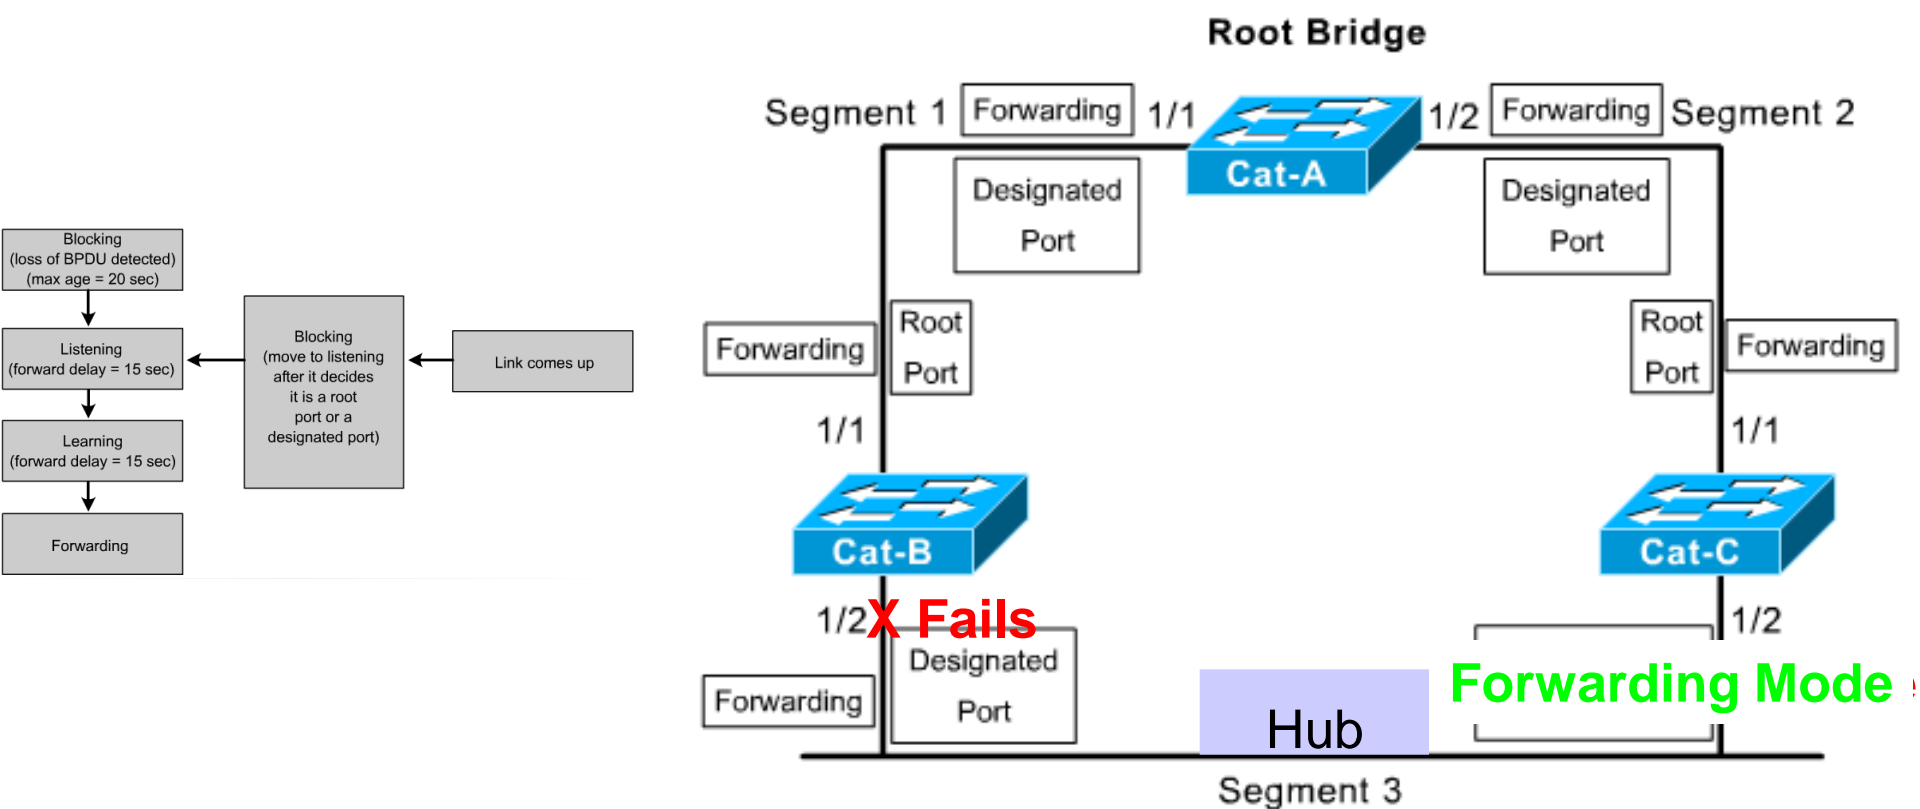 Root Bridge
Segment 1
Forwarding
1/1
1/2
Forwarding
Segment 2
Cat-A
Designated
Port
Designated
Port
Blocking
(loss of BPDU detected)
(max age = 20 sec)
Listening
(forward delay = 15 sec)
Learning
(forward delay = 15 sec)
Forwarding
Blocking
(move to listening
after it decides
it is a root
port or a
designated port)
Link comes up
Forwarding
Root
Port
1/1
Root
Port
Forwarding
1/1
Cat-B
Cat-C
1/2
X Fails
1/2
Forwarding
Designated
Port
Hub
Forwarding Mode
Segment 3